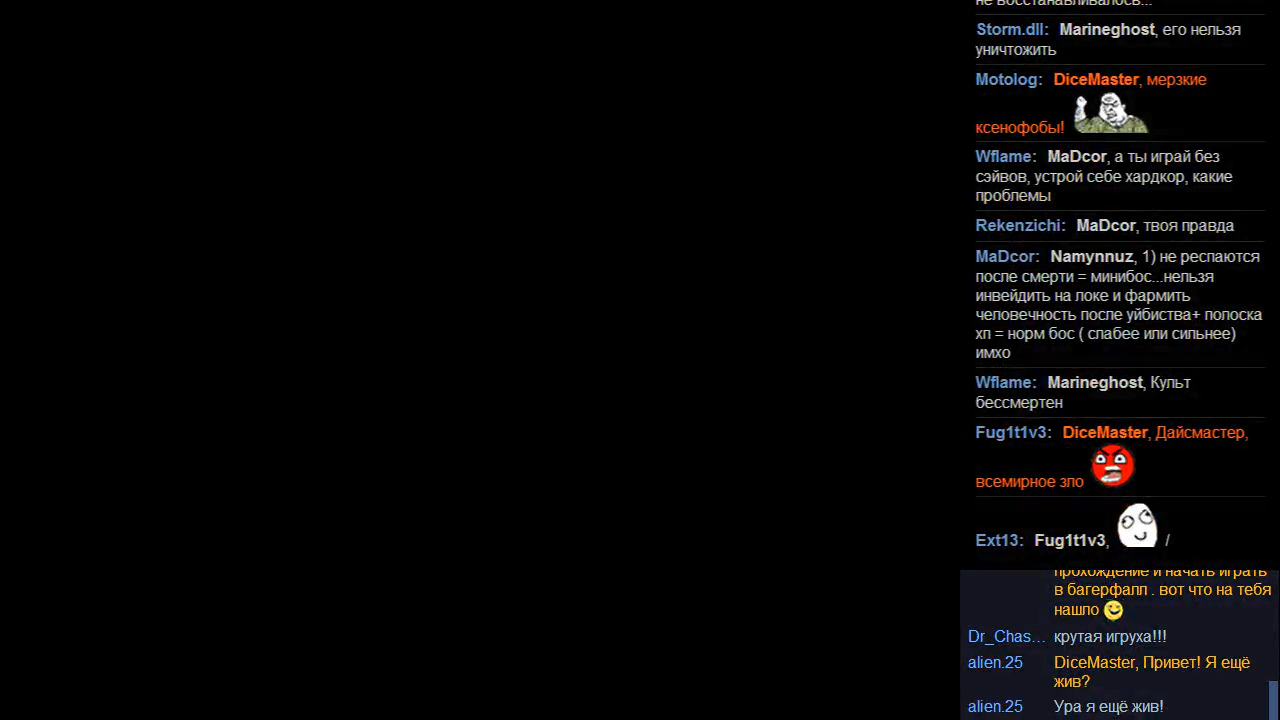 не восстанавливалось...
Storm.dll: Marineghost, его нельзя
уничтожить
Motolog: DiceMaster, мерзкие
ксенофобы!
Wflame: MaDcor, а ты играй без
сэйвов, устрой себе хардкор, какие
проблемы
Rekenzichi: MaDcor, твоя правда
MaDcor: Namynnuz, 1) не респаются
после смерти = минибос...нельзя
инвейдить на локе и фармить
человечность после уйбиства+ полоска
хп = норм бос ( слабее или сильнее)
имхо
Wflame: Marineghost, Культ
бессмертен
Fug1t1v3: DiceMaster, Дайсмастер,
всемирное зло
Ext13: Fug1t1v3, /
прохождение и начать играть
в багерфалл . вот что на тебя
нашло
Dr_Chas... крутая игруха!!!
alien.25 DiceMaster, Привет! Я ещё
жив?
alien.25 Ура я ещё жив!